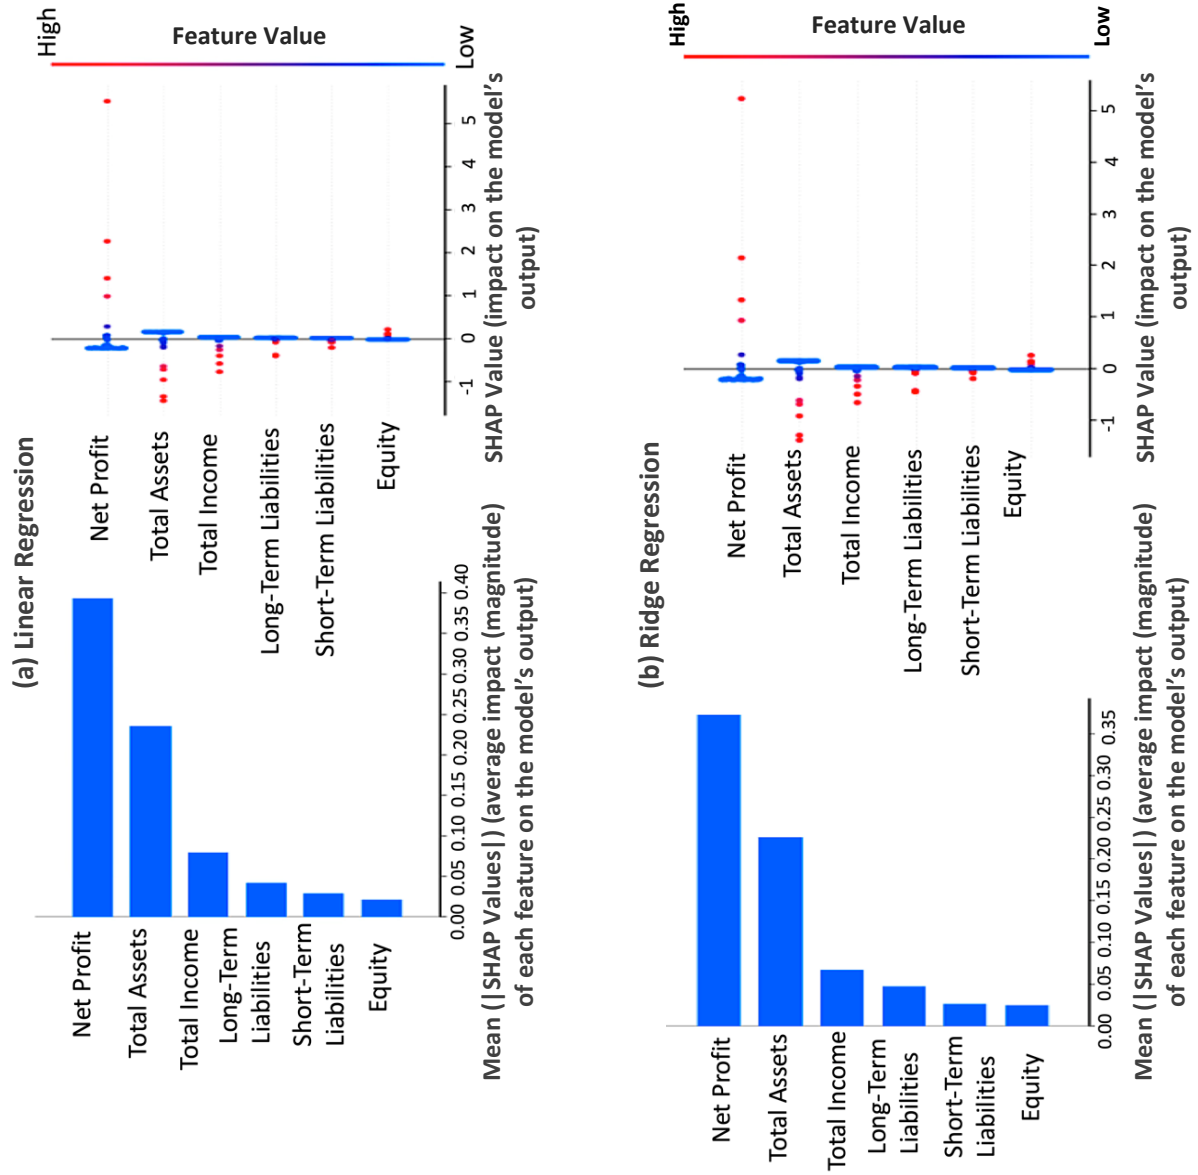 (a) Linear Regression
Net Profit
Total Assets
Total Income
Long-Term
Liabilities
Short-Term
Liabilities
Equity
0.00 0.05 0.10 0.15 0.20 0.25 0.30 0.35 0.40
Mean (|SHAP Values|) (average impact (magnitude)
of each feature on the model's output)
Net Profit
Total Assets
Total Income
Long-Term Liabilities
Short-Term Liabilities
Equity
-1 0 1 2 3 4 5
SHAP Value (impact on the model's
output)
High
Feature Value
Low
(b) Ridge Regression
Net Profit
Total Assets
Total Income
Long-Term
Liabilities
Short-Term
Liabilities
Equity
0.00 0.05 0.10 0.15 0.20 0.25 0.30 0.35
Mean (|SHAP Values|) (average impact (magnitude)
of each feature on the model's output)
Net Profit
Total Assets
Total Income
Long-Term Liabilities
Short-Term Liabilities
Equity
-1 0 1 2 3 4 5
SHAP Value (impact on the model's
output)
High
Feature Value
Low